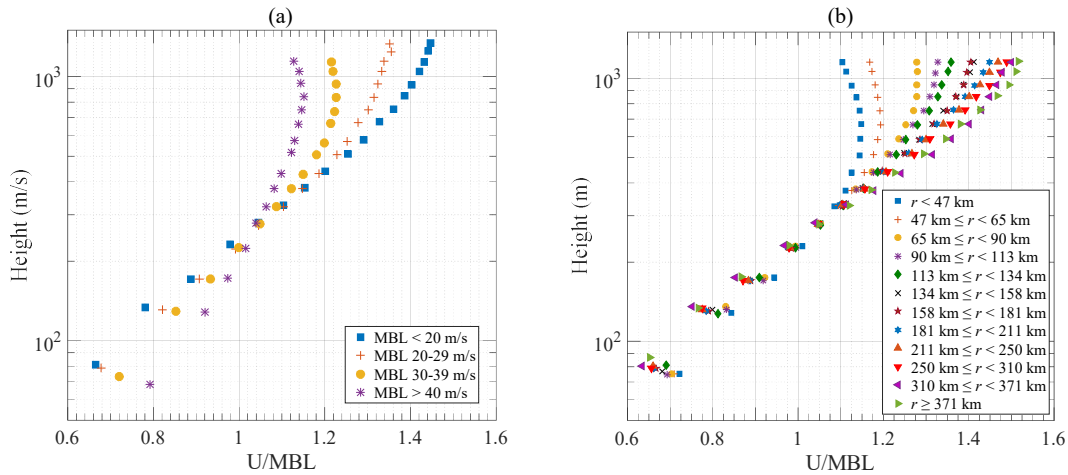 (a)
Height (m/s)
10^3
10^2
0.6 0.8 1 1.2 1.4 1.6
U/MBL
MBL < 20 m/s
MBL 20-29 m/s
MBL 30-39 m/s
MBL > 40 m/s
(b)
Height (m)
10^3
10^2
0.6 0.8 1 1.2 1.4 1.6
U/MBL
r < 47 km
47 km ≤ r < 65 km
65 km ≤ r < 90 km
90 km ≤ r < 113 km
113 km ≤ r < 134 km
134 km ≤ r < 158 km
158 km ≤ r < 181 km
181 km ≤ r < 211 km
211 km ≤ r < 250 km
250 km ≤ r < 310 km
310 km ≤ r < 371 km
r ≥ 371 km